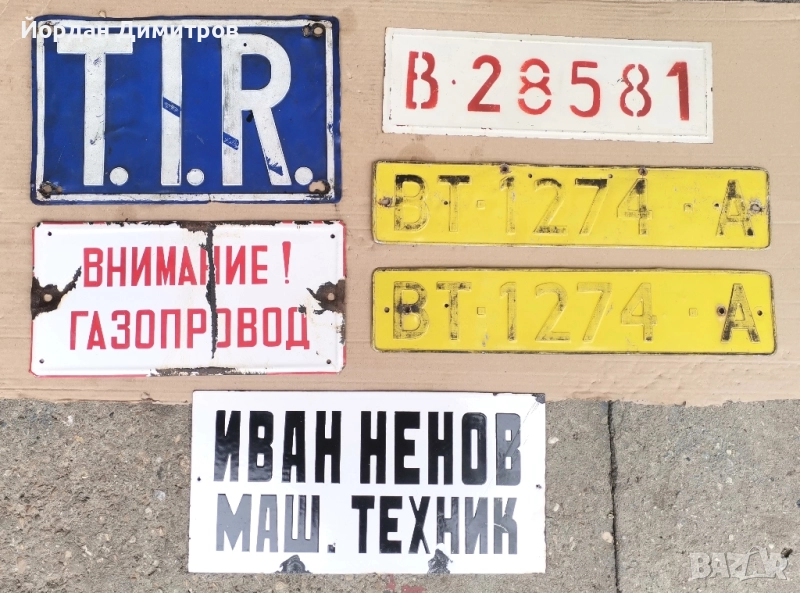 Йордан Димитров
T.I.R.
B·28581
BT·1274·A
ВНИМАНИЕ!
ГАЗОПРОВОД
BT·1274·A
ИВАН НЕНОВ
МАШ. ТЕХНИК
BAZAR